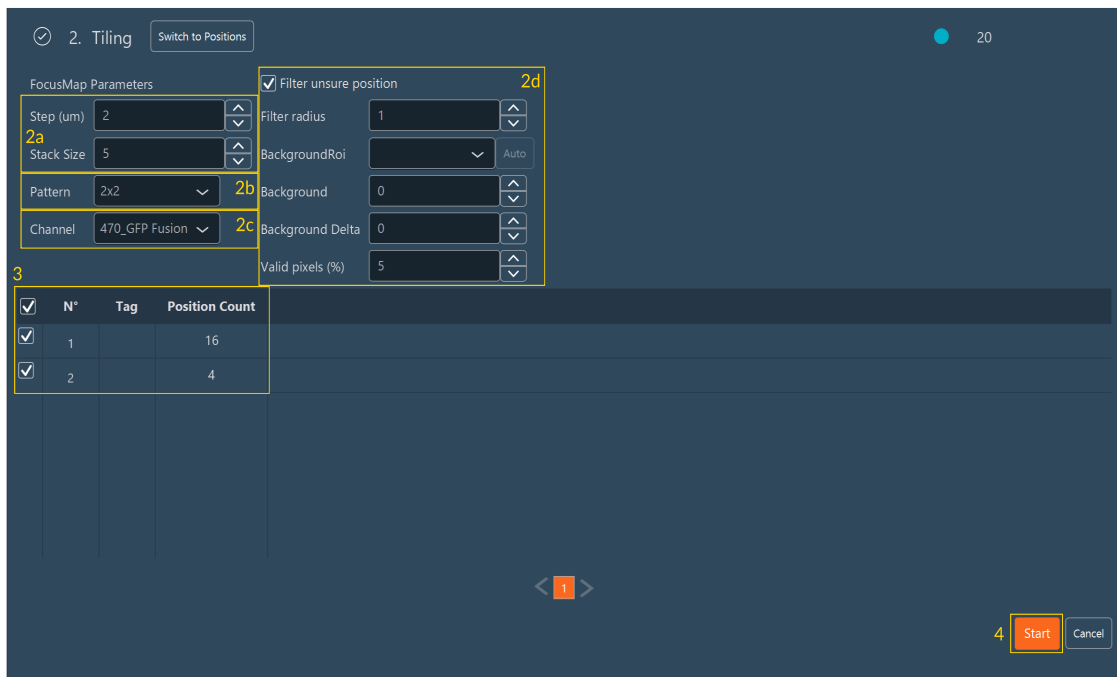 2. Tiling Switch to Positions 20
FocusMap Parameters
Filter unsure position 2d
Step (um) 2
Filter radius 1
2a
Stack Size 5
BackgroundRoi Auto
Pattern 2x2 2b
Background 0
Channel 470_GFP Fusion 2c
Background Delta 0
Valid pixels (%) 5
3
N° Tag Position Count
1 16
2 4
1
4 Start Cancel